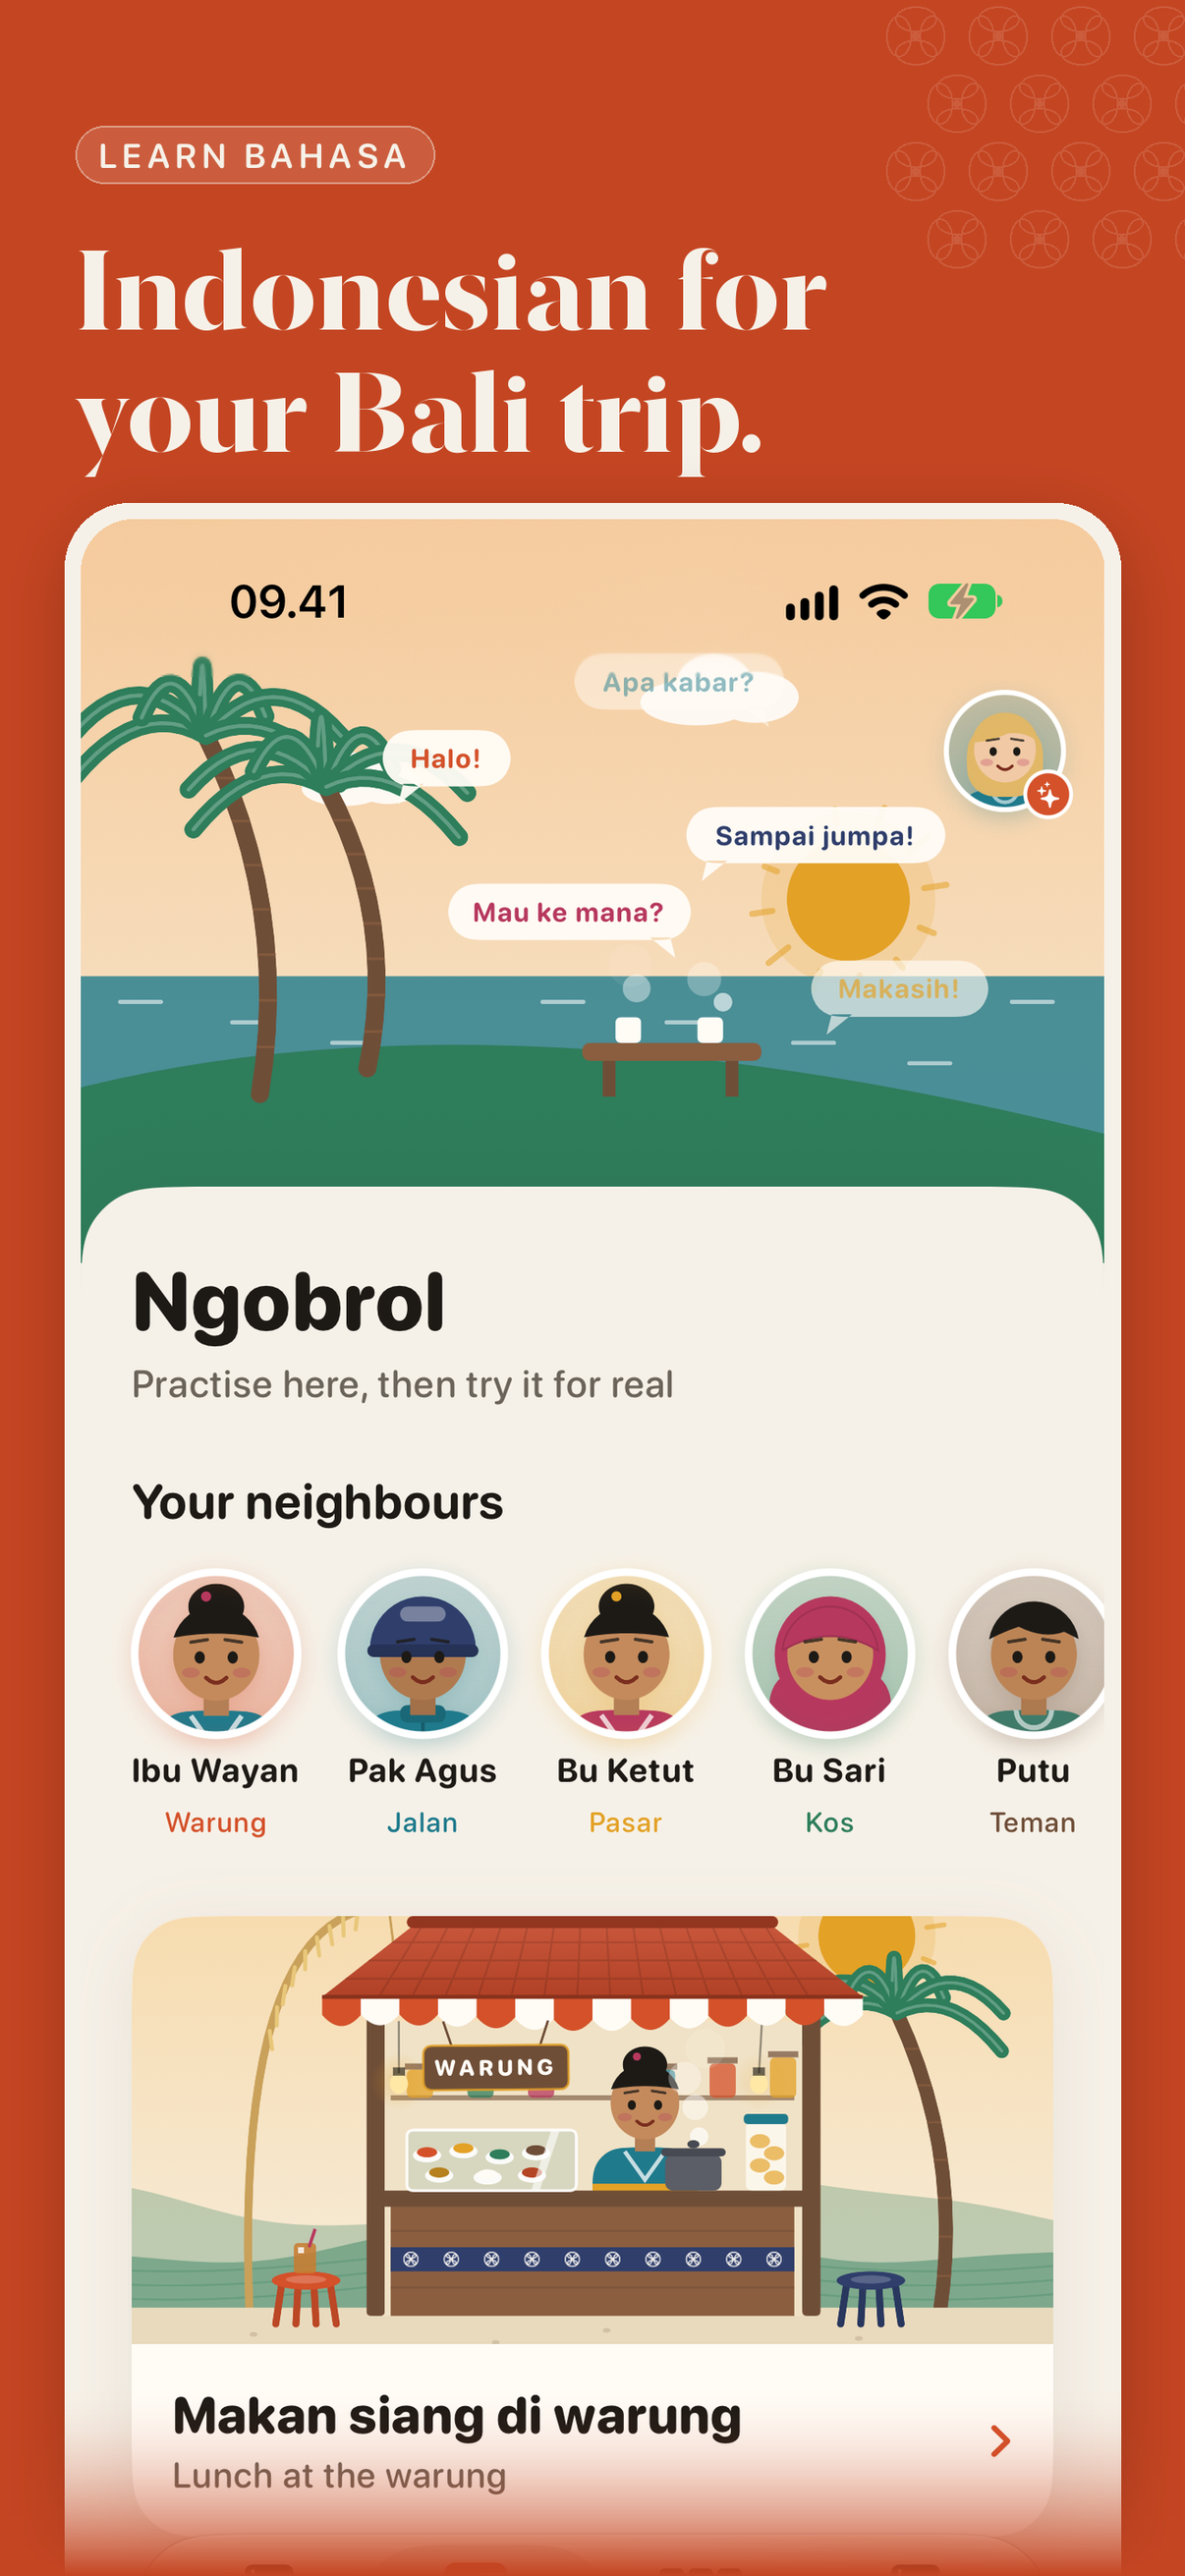 LEARN BAHASA
Indonesian for
your Bali trip.
09.41
Apa kabar?
Halo!
Sampai jumpa!
Mau ke mana?
Makasih!
Ngobrol
Practise here, then try it for real
Your neighbours
Ibu Wayan
Pak Agus
Bu Ketut
Bu Sari
Putu
Warung
Jalan
Pasar
Kos
Teman
WARUNG
Makan siang di warung
Lunch at the warung